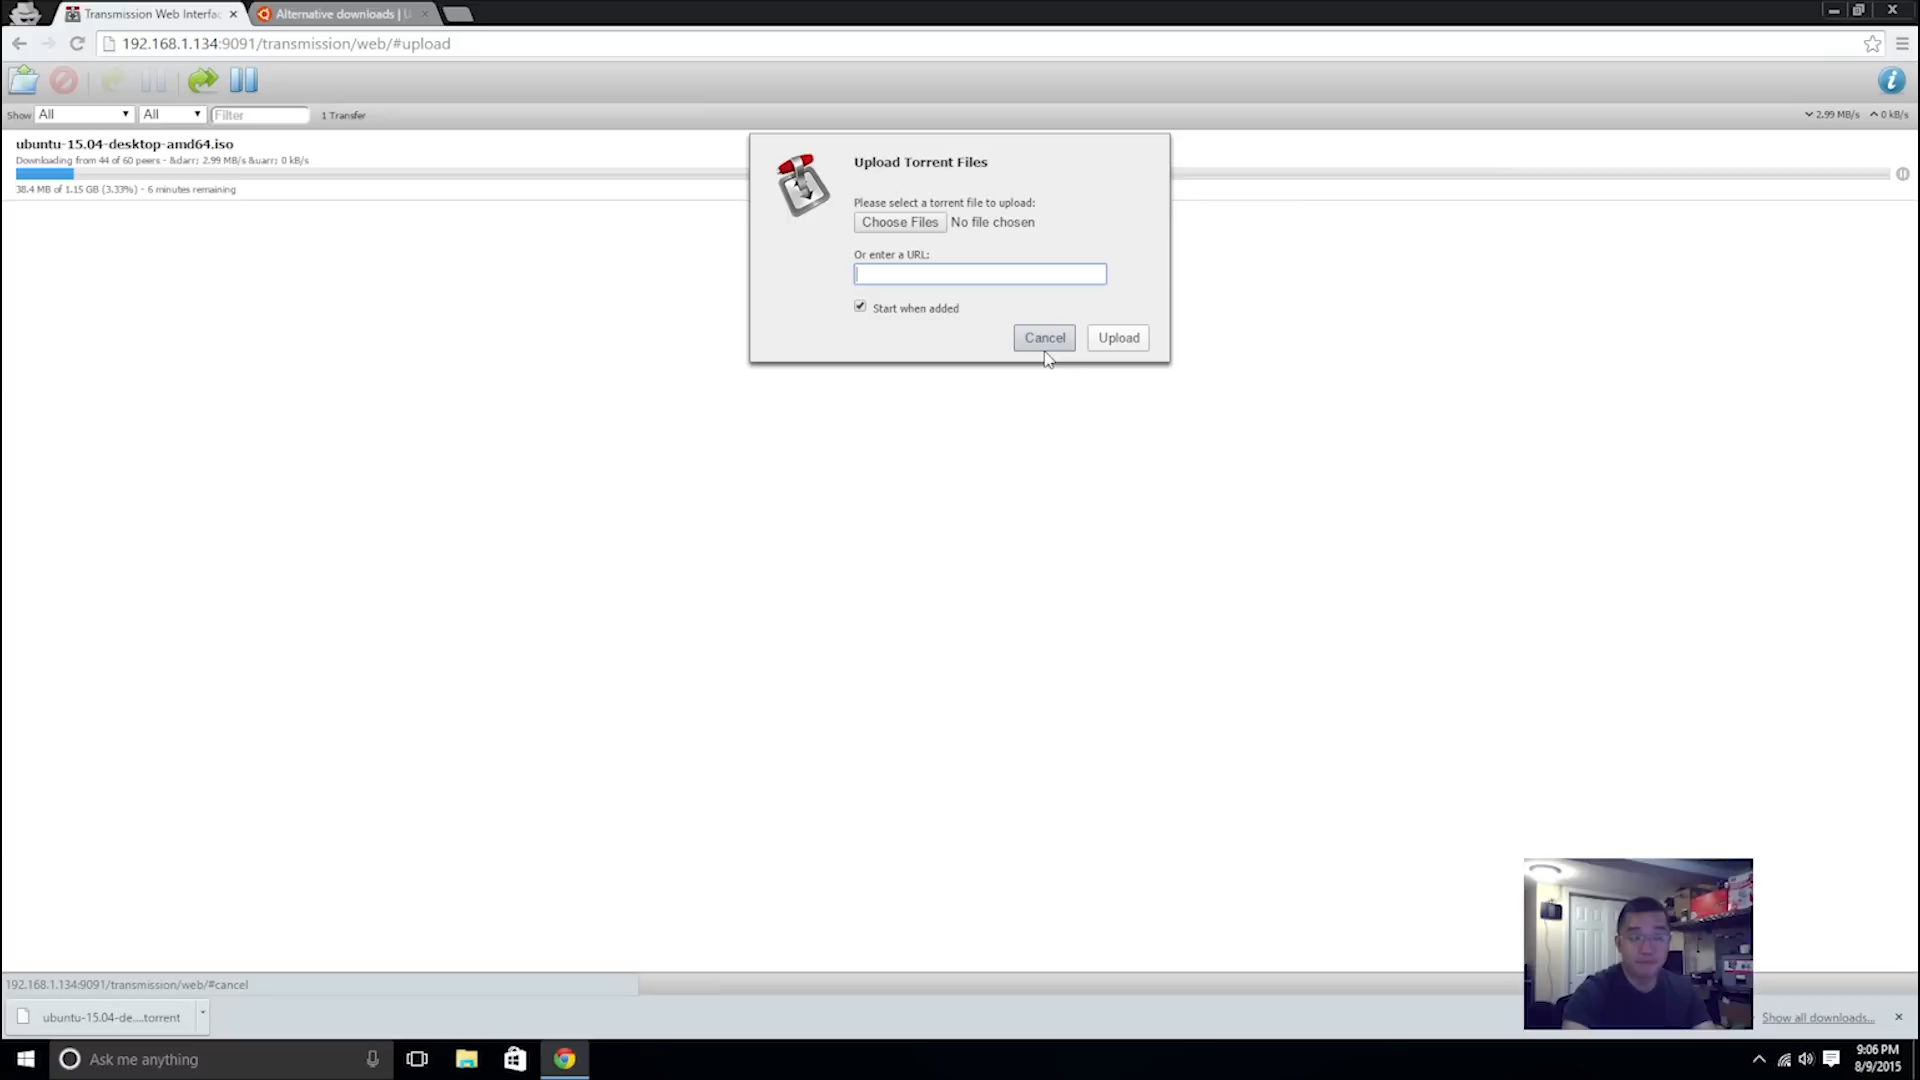 Transmission Web Interfac
Alternative downloads | U
192.168.1.134:9091/transmission/web/#upload
Show All All Filter 1 Transfer 2.99 MB/s 0 kB/s
ubuntu-15.04-desktop-amd64.iso
Downloading from 44 of 60 peers - &darr; 2.99 MB/s &uarr; 0 kB/s
38.4 MB of 1.15 GB (3.33%) - 6 minutes remaining
Upload Torrent Files
Please select a torrent file to upload:
Choose Files No file chosen
Or enter a URL:
Start when added
Cancel Upload
192.168.1.134:9091/transmission/web/#cancel
ubuntu-15.04-de....torrent
Show all downloads...
Ask me anything
9:06 PM
8/9/2015